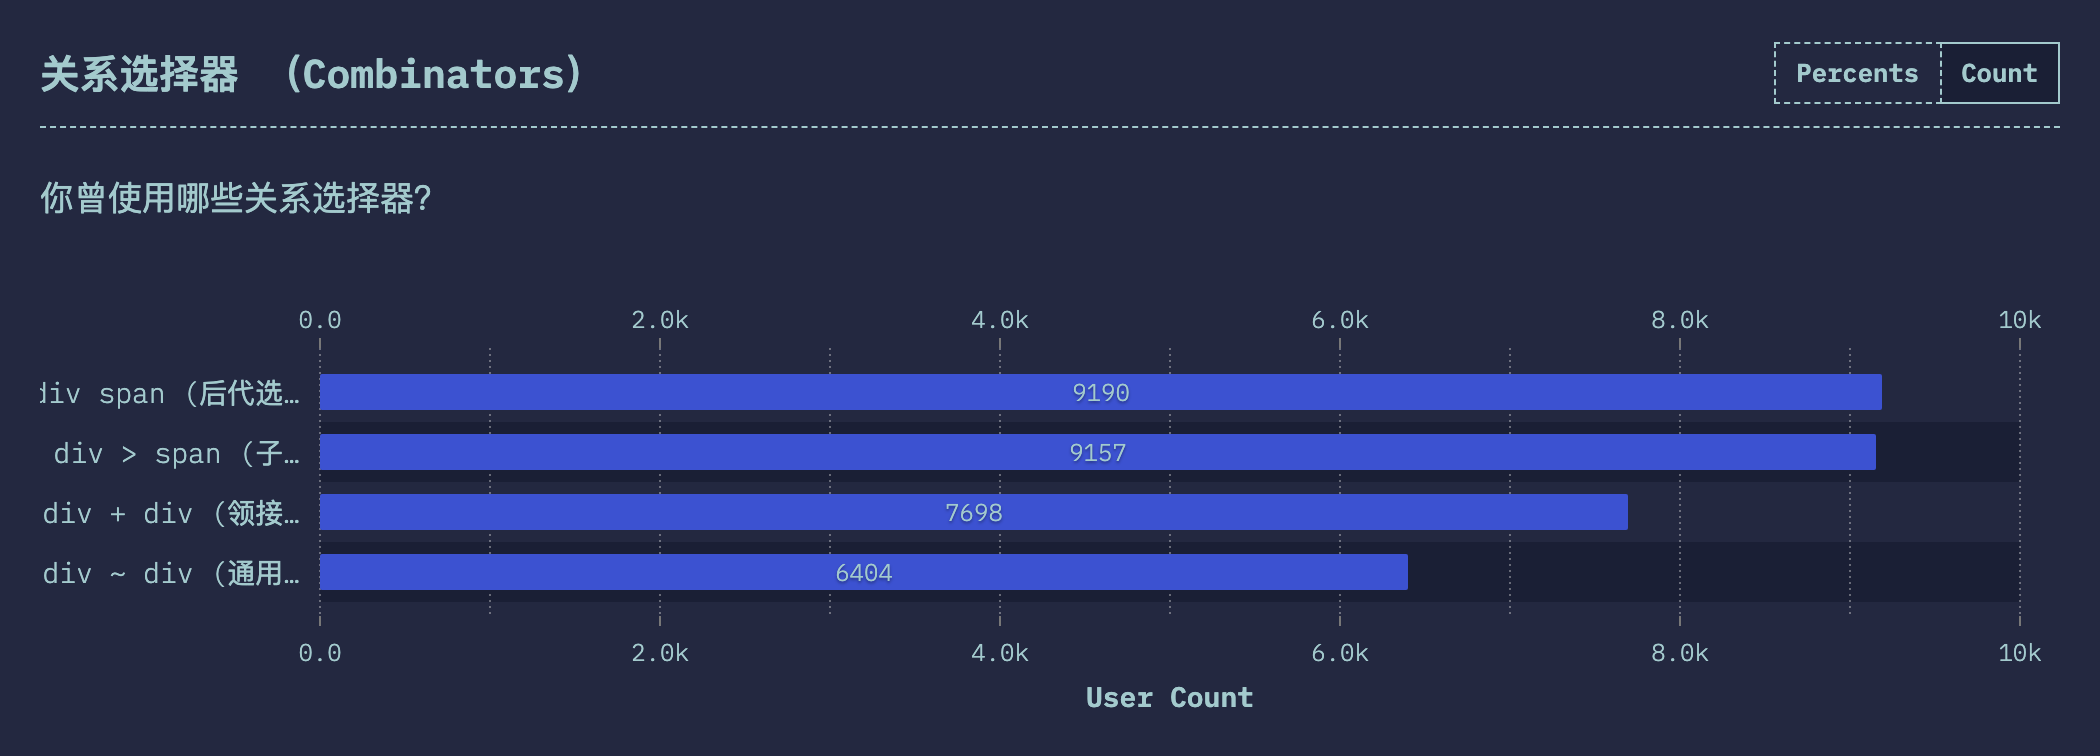 关系选择器 （Combinators）
Percents Count
你曾使用哪些关系选择器?
0.0 2.0k 4.0k 6.0k 8.0k 10k
div span (后代选… 9190
div > span (子… 9157
div + div (领接… 7698
div ~ div (通用… 6404
0.0 2.0k 4.0k 6.0k 8.0k 10k
User Count